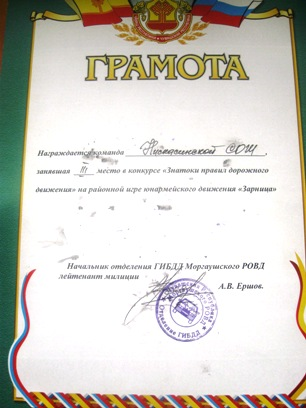 ГРАМОТА
Награждается команда СОШ
занявшая III место в конкурсе «Знатоки правил дорожного
движения» на районной игре юнармейского движения «Зарница»
Начальник отделения ГИБДД Моргаушского РОВД
лейтенант милиции
А.В. Ершов.
ГИБДД